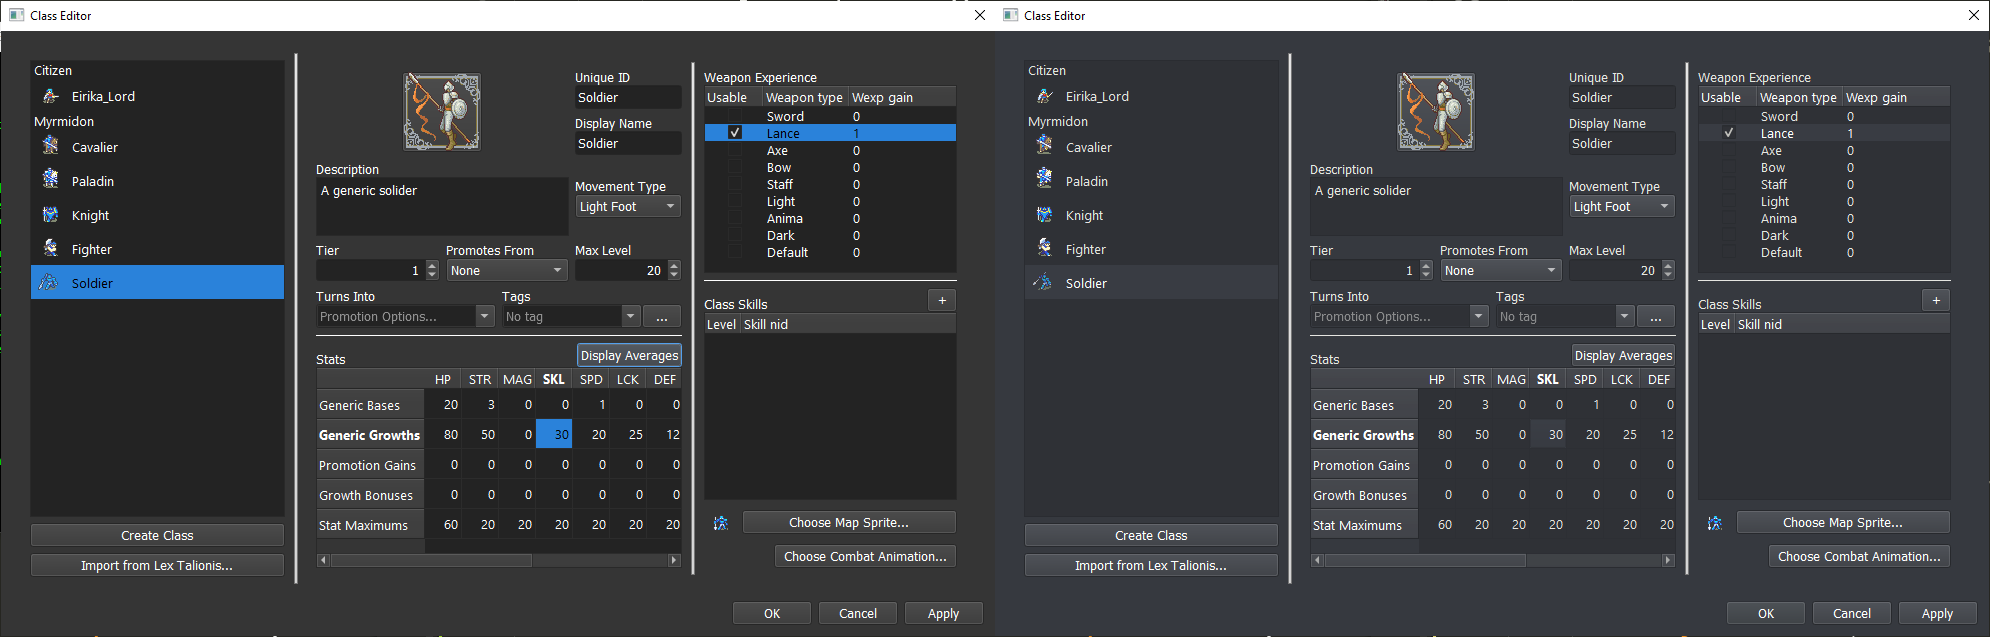 Class Editor
Citizen
Eirika_Lord
Myrmidon
Cavalier
Paladin
Knight
Fighter
Soldier
Create Class
Import from Lex Talionis...
Unique ID
Soldier
Display Name
Soldier
Description
A generic solider
Movement Type
Light Foot
Tier
Promotes From
Max Level
1
None
20
Turns Into
Tags
Promotion Options...
No tag
...
Stats
Display Averages
HP STR MAG SKL SPD LCK DEF
Generic Bases 20 3 0 0 1 0 0
Generic Growths 80 50 0 30 20 25 12
Promotion Gains 0 0 0 0 0 0 0
Growth Bonuses 0 0 0 0 0 0 0
Stat Maximums 60 20 20 20 20 20 20
Weapon Experience
Usable Weapon type Wexp gain
Sword 0
Lance 1
Axe 0
Bow 0
Staff 0
Light 0
Anima 0
Dark 0
Default 0
Class Skills
+
Level Skill nid
Choose Map Sprite...
Choose Combat Animation...
OK Cancel Apply
Class Editor
Citizen
Eirika_Lord
Myrmidon
Cavalier
Paladin
Knight
Fighter
Soldier
Create Class
Import from Lex Talionis...
Unique ID
Soldier
Display Name
Soldier
Description
A generic solider
Movement Type
Light Foot
Tier
Promotes From
Max Level
1
None
20
Turns Into
Tags
Promotion Options...
No tag
...
Stats
Display Averages
HP STR MAG SKL SPD LCK DEF
Generic Bases 20 3 0 0 1 0 0
Generic Growths 80 50 0 30 20 25 12
Promotion Gains 0 0 0 0 0 0 0
Growth Bonuses 0 0 0 0 0 0 0
Stat Maximums 60 20 20 20 20 20 20
Weapon Experience
Usable Weapon type Wexp gain
Sword 0
Lance 1
Axe 0
Bow 0
Staff 0
Light 0
Anima 0
Dark 0
Default 0
Class Skills
+
Level Skill nid
Choose Map Sprite...
Choose Combat Animation...
OK Cancel Apply